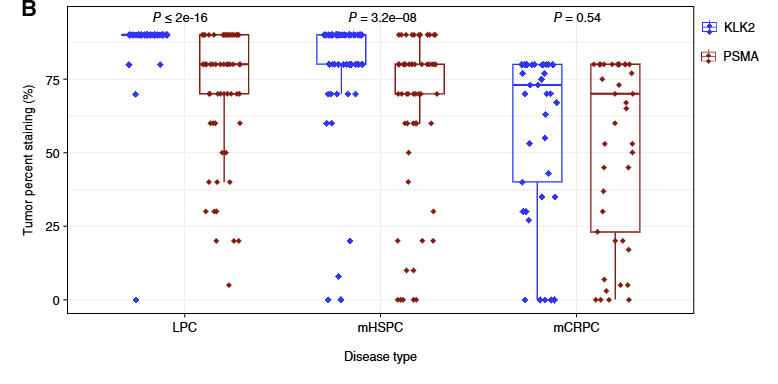 B
P ≤ 2e-16
P = 3.2e–08
P = 0.54
KLK2
PSMA
Tumor percent staining (%)
75
50
25
0
LPC
mHSPC
mCRPC
Disease type